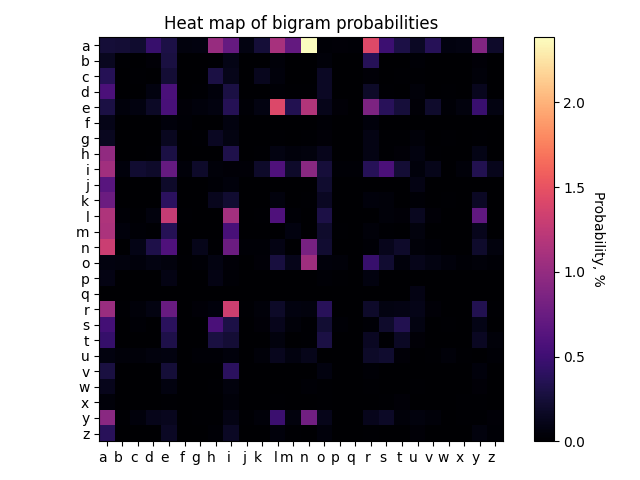 Heat map of bigram probabilities
a
b
c
d
e
f
g
h
i
j
k
l
m
n
o
p
q
r
s
t
u
v
w
x
y
z
a b c d e f g h i j k l m n o p q r s t u v w x y z
2.0
1.5
1.0
0.5
0.0
Probability, %